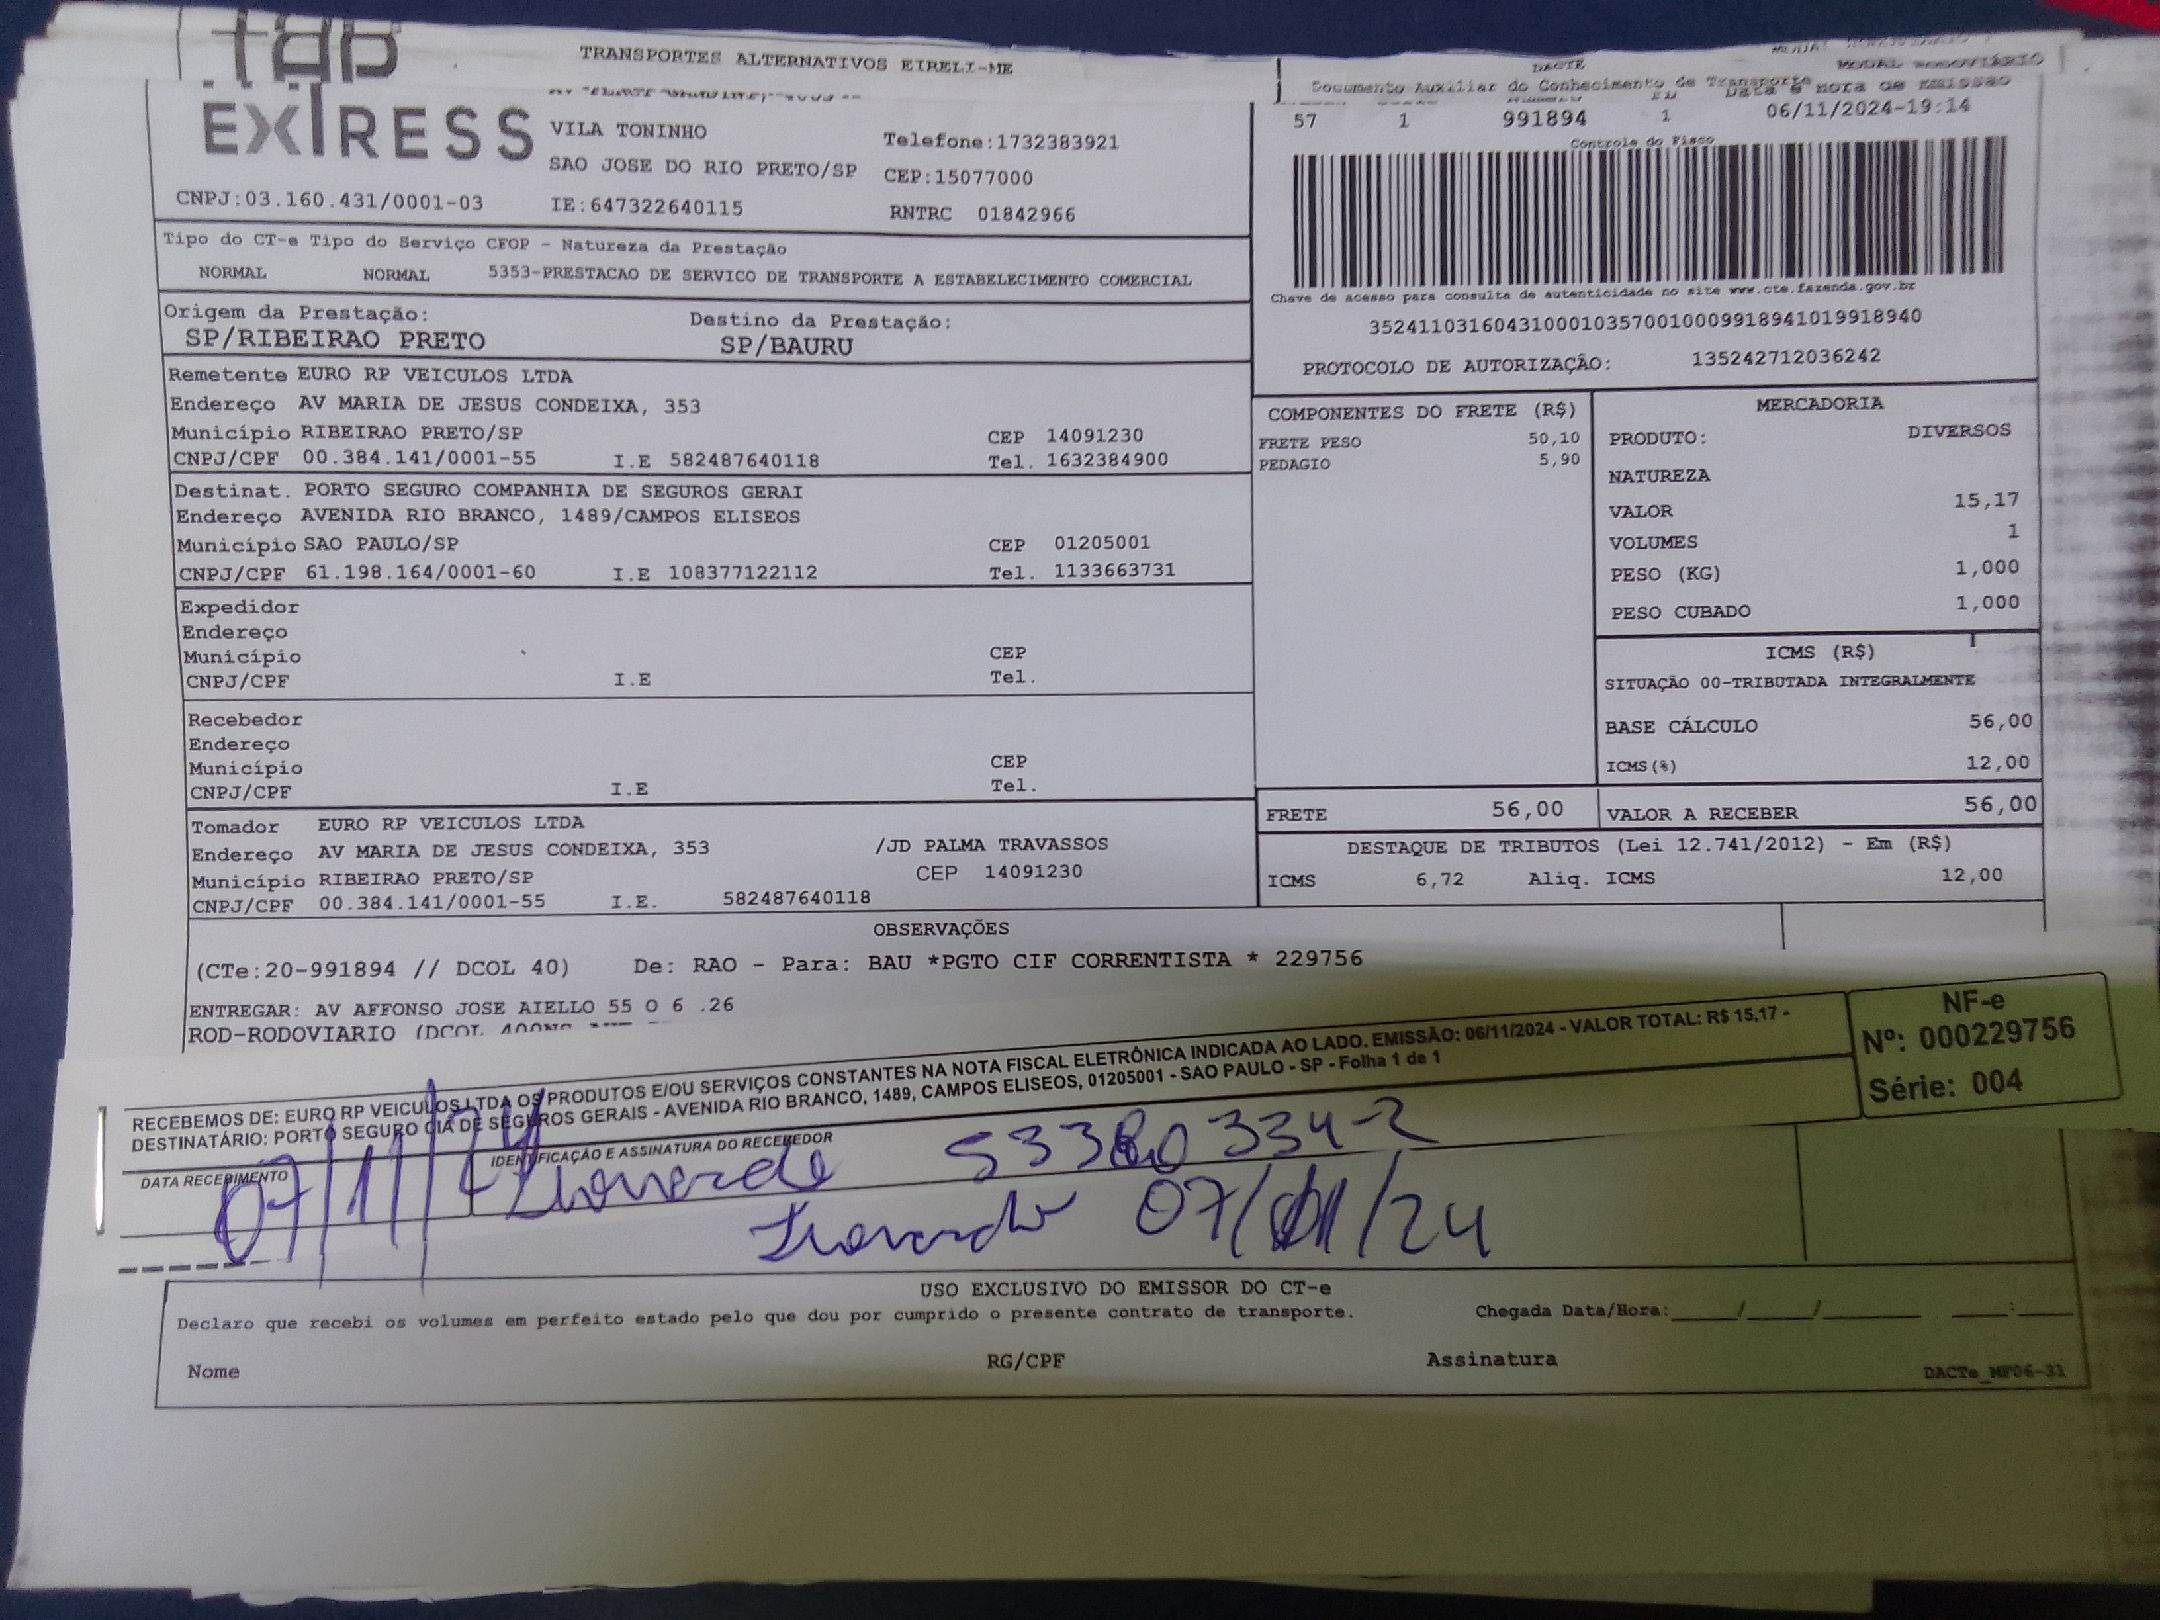 EXPRESS
TRANSPORTES ALTERNATIVOS EIRELI-ME
VILA TONINHO
Telefone:1732383921
SAO JOSE DO RIO PRETO/SP
CEP:15077000
CNPJ:03.160.431/0001-03
IE:647322640115
RNTRC 01842966
DACTE
MODAL RODOVIÁRIO
Documento Auxiliar do Conhecimento de Transporte
Data e hora de emissão
57 1 991894 1 06/11/2024-19:14
Controle do Fisco
Chave de acesso para consulta de autenticidade no site www.cte.fazenda.gov.br
35241103160431000103570010009918941019918940
PROTOCOLO DE AUTORIZAÇÂO: 135242712036242
Tipo do CT-e Tipo do Serviço CFOP - Natureza da Prestação
NORMAL NORMAL 5353-PRESTACAO DE SERVICO DE TRANSPORTE A ESTABELECIMENTO COMERCIAL
Origem da Prestação: Destino da Prestação:
SP/RIBEIRAO PRETO SP/BAURU
Remetente EURO RP VEICULOS LTDA
Endereço AV MARIA DE JESUS CONDEIXA, 353
Município RIBEIRAO PRETO/SP CEP 14091230
CNPJ/CPF 00.384.141/0001-55 I.E 582487640118 Tel. 1632384900
Destinat. PORTO SEGURO COMPANHIA DE SEGUROS GERAI
Endereço AVENIDA RIO BRANCO, 1489/CAMPOS ELISEOS
Município SAO PAULO/SP CEP 01205001
CNPJ/CPF 61.198.164/0001-60 I.E 108377122112 Tel. 1133663731
Expedidor
Endereço
Município CEP
CNPJ/CPF I.E Tel.
Recebedor
Endereço
Município CEP
CNPJ/CPF I.E Tel.
Tomador EURO RP VEICULOS LTDA
Endereço AV MARIA DE JESUS CONDEIXA, 353 /JD PALMA TRAVASSOS
Município RIBEIRAO PRETO/SP CEP 14091230
CNPJ/CPF 00.384.141/0001-55 I.E. 582487640118
COMPONENTES DO FRETE (R$)
FRETE PESO 50,10
PEDAGIO 5,90
MERCADORIA
PRODUTO: DIVERSOS
NATUREZA
VALOR 15,17
VOLUMES 1
PESO (KG) 1,000
PESO CUBADO 1,000
ICMS (R$)
SITUAÇÃO 00-TRIBUTADA INTEGRALMENTE
BASE CÁLCULO 56,00
ICMS(%) 12,00
FRETE 56,00 VALOR A RECEBER 56,00
DESTAQUE DE TRIBUTOS (Lei 12.741/2012) - Em (R$)
ICMS 6,72 Aliq. ICMS 12,00
OBSERVAÇÕES
(CTe:20-991894 // DCOL 40) De: RAO - Para: BAU *PGTO CIF CORRENTISTA * 229756
ENTREGAR: AV AFFONSO JOSE AIELLO 55 O 6 .26
ROD-RODOVIARIO (DCOL
RECEBEMOS DE: EURO RP VEICULOS LTDA OS PRODUTOS E/OU SERVIÇOS CONSTANTES NA NOTA FISCAL ELETRÔNICA INDICADA AO LADO. EMISSÃO: 06/11/2024 - VALOR TOTAL: R$ 15,17 -
DESTINATÁRIO: PORTO SEGURO CIA DE SEGUROS GERAIS - AVENIDA RIO BRANCO, 1489, CAMPOS ELISEOS, 01205001 - SAO PAULO - SP - Folha 1 de 1
NF-e
Nº: 000229756
Série: 004
DATA RECEBIMENTO IDENTIFICAÇÃO E ASSINATURA DO RECEBEDOR
07/11/24 Leonardo
Leonardo 07/01/24
USO EXCLUSIVO DO EMISSOR DO CT-e
Declaro que recebi os volumes em perfeito estado pelo que dou por cumprido o presente contrato de transporte. Chegada Data/Hora:____/____/______ ____:____
Nome RG/CPF Assinatura
DACTe_MF06-31